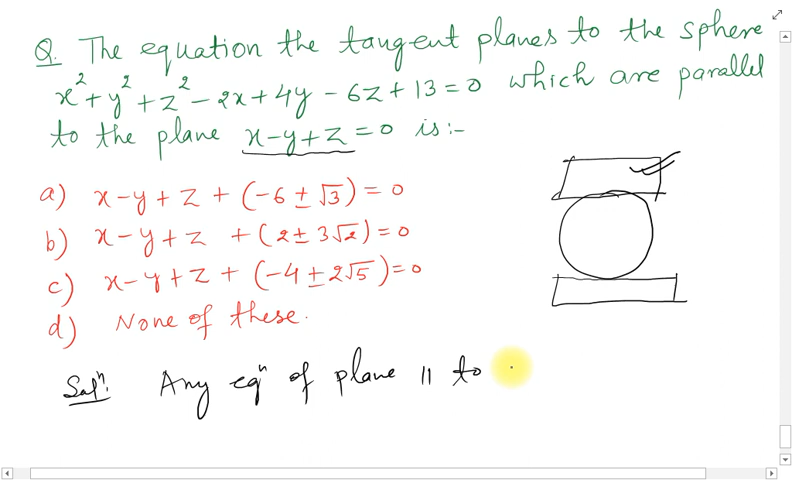 Q. The equation the tangent planes to the sphere
x²+y²+z²-2x+4y-6z+13=0 which are parallel
to the plane x-y+z=0 is:-
a) x-y+z+(-6±√3)=0
b) x-y+z+(2±3√2)=0
c) x-y+z+(-4±2√5)=0
d) None of these.
Solⁿ: Any eqⁿ of plane || to